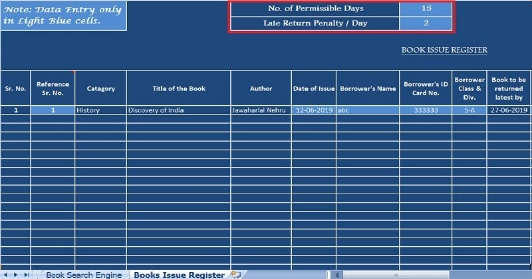 Note: Data Entry only
in Light Blue cells.
No. of Permissible Days 15
Late Return Penalty / Day 2
BOOK ISSUE REGISTER
Sr. No. Reference Sr. No. Catagory Title of the Book Author Date of Issue Borrower's Name Borrower's ID Card No. Borrower Class & Div. Book to be returned latest by
1 1 History Discovery of India Jawaharlal Nehru 12-06-2019 abc 333333 5-A 27-06-2019
Book Search Engine Books Issue Register